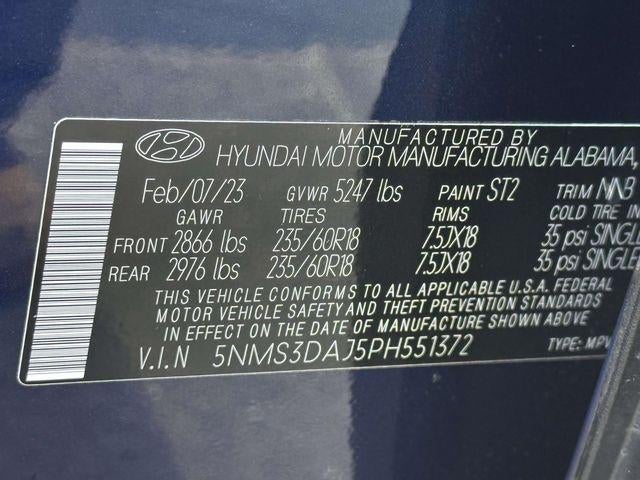 MANUFACTURED BY
HYUNDAI MOTOR MANUFACTURING ALABAMA,
Feb/07/23 GVWR 5247 lbs PAINT ST2 TRIM NNB
GAWR TIRES RIMS COLD TIRE IN
FRONT 2866 lbs 235/60R18 7.5JX18 35 psi SINGLE
REAR 2976 lbs 235/60R18 7.5JX18 35 psi SINGLE
THIS VEHICLE CONFORMS TO ALL APPLICABLE U.S.A. FEDERAL
MOTOR VEHICLE SAFETY AND THEFT PREVENTION STANDARDS
IN EFFECT ON THE DATE OF MANUFACTURE SHOWN ABOVE.
V.I.N 5NMS3DAJ5PH551372 TYPE: MPV